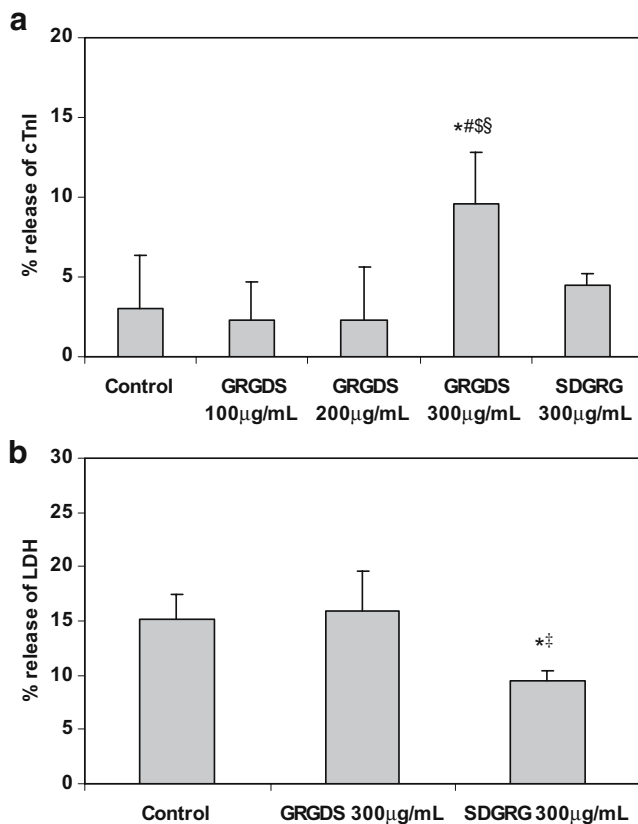 a
% release of cTnI
20
15
10
5
0
*#$§
Control GRGDS GRGDS GRGDS SDGRG
100µg/mL 200µg/mL 300µg/mL 300µg/mL
b
% release of LDH
30
25
20
15
10
5
0
*‡
Control GRGDS 300µg/mL SDGRG 300µg/mL